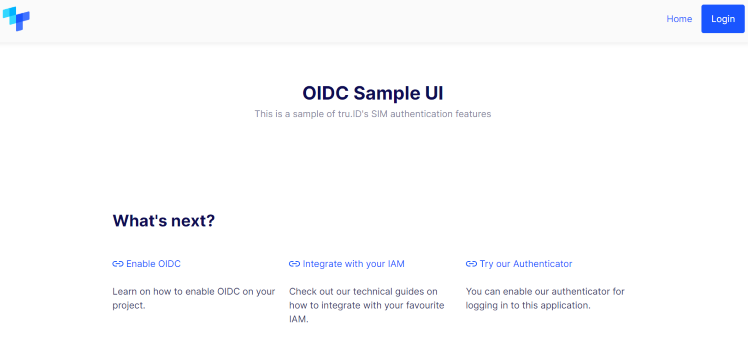 Home
Login
OIDC Sample UI
This is a sample of tru.ID's SIM authentication features
What's next?
Enable OIDC
Learn on how to enable OIDC on your
project.
Integrate with your IAM
Check out our technical guides on
how to integrate with your favourite
IAM.
Try our Authenticator
You can enable our authenticator for
logging in to this application.